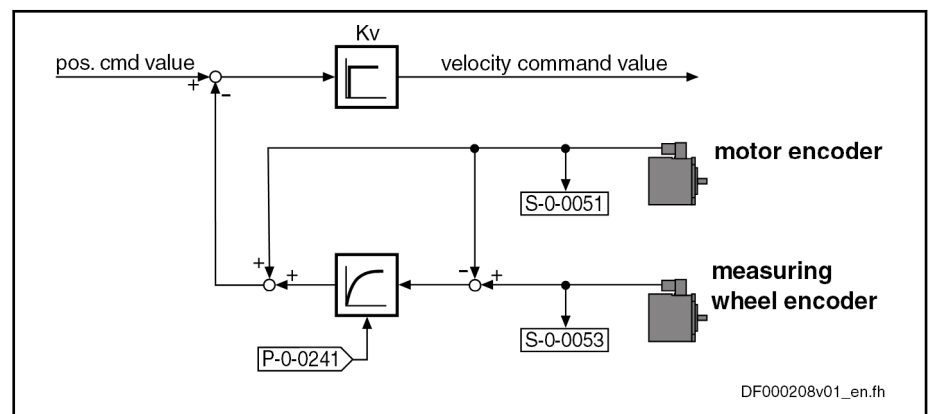 Kv
pos. cmd value
velocity command value
+
−
motor encoder
S-0-0051
+
+
−
+
measuring
wheel encoder
S-0-0053
P-0-0241
DF000208v01_en.fh